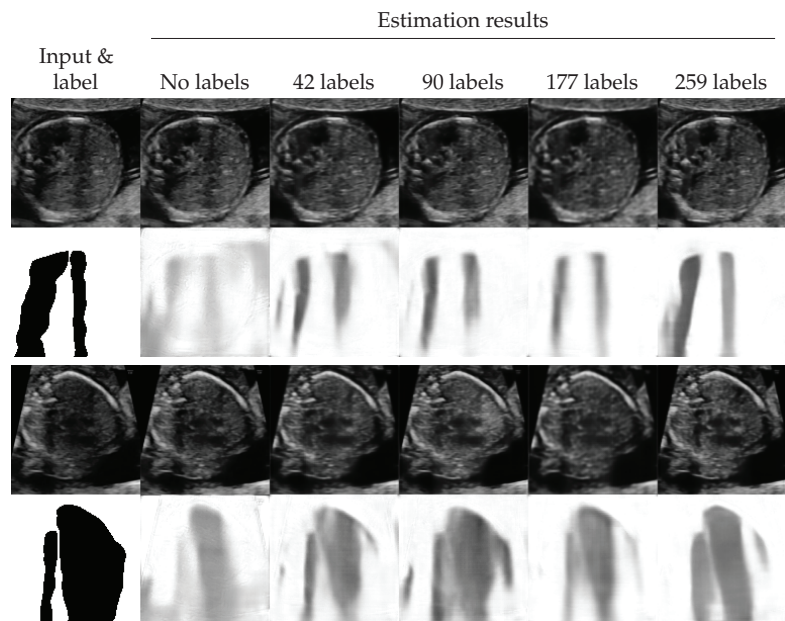 Estimation results
Input &
label
No labels
42 labels
90 labels
177 labels
259 labels